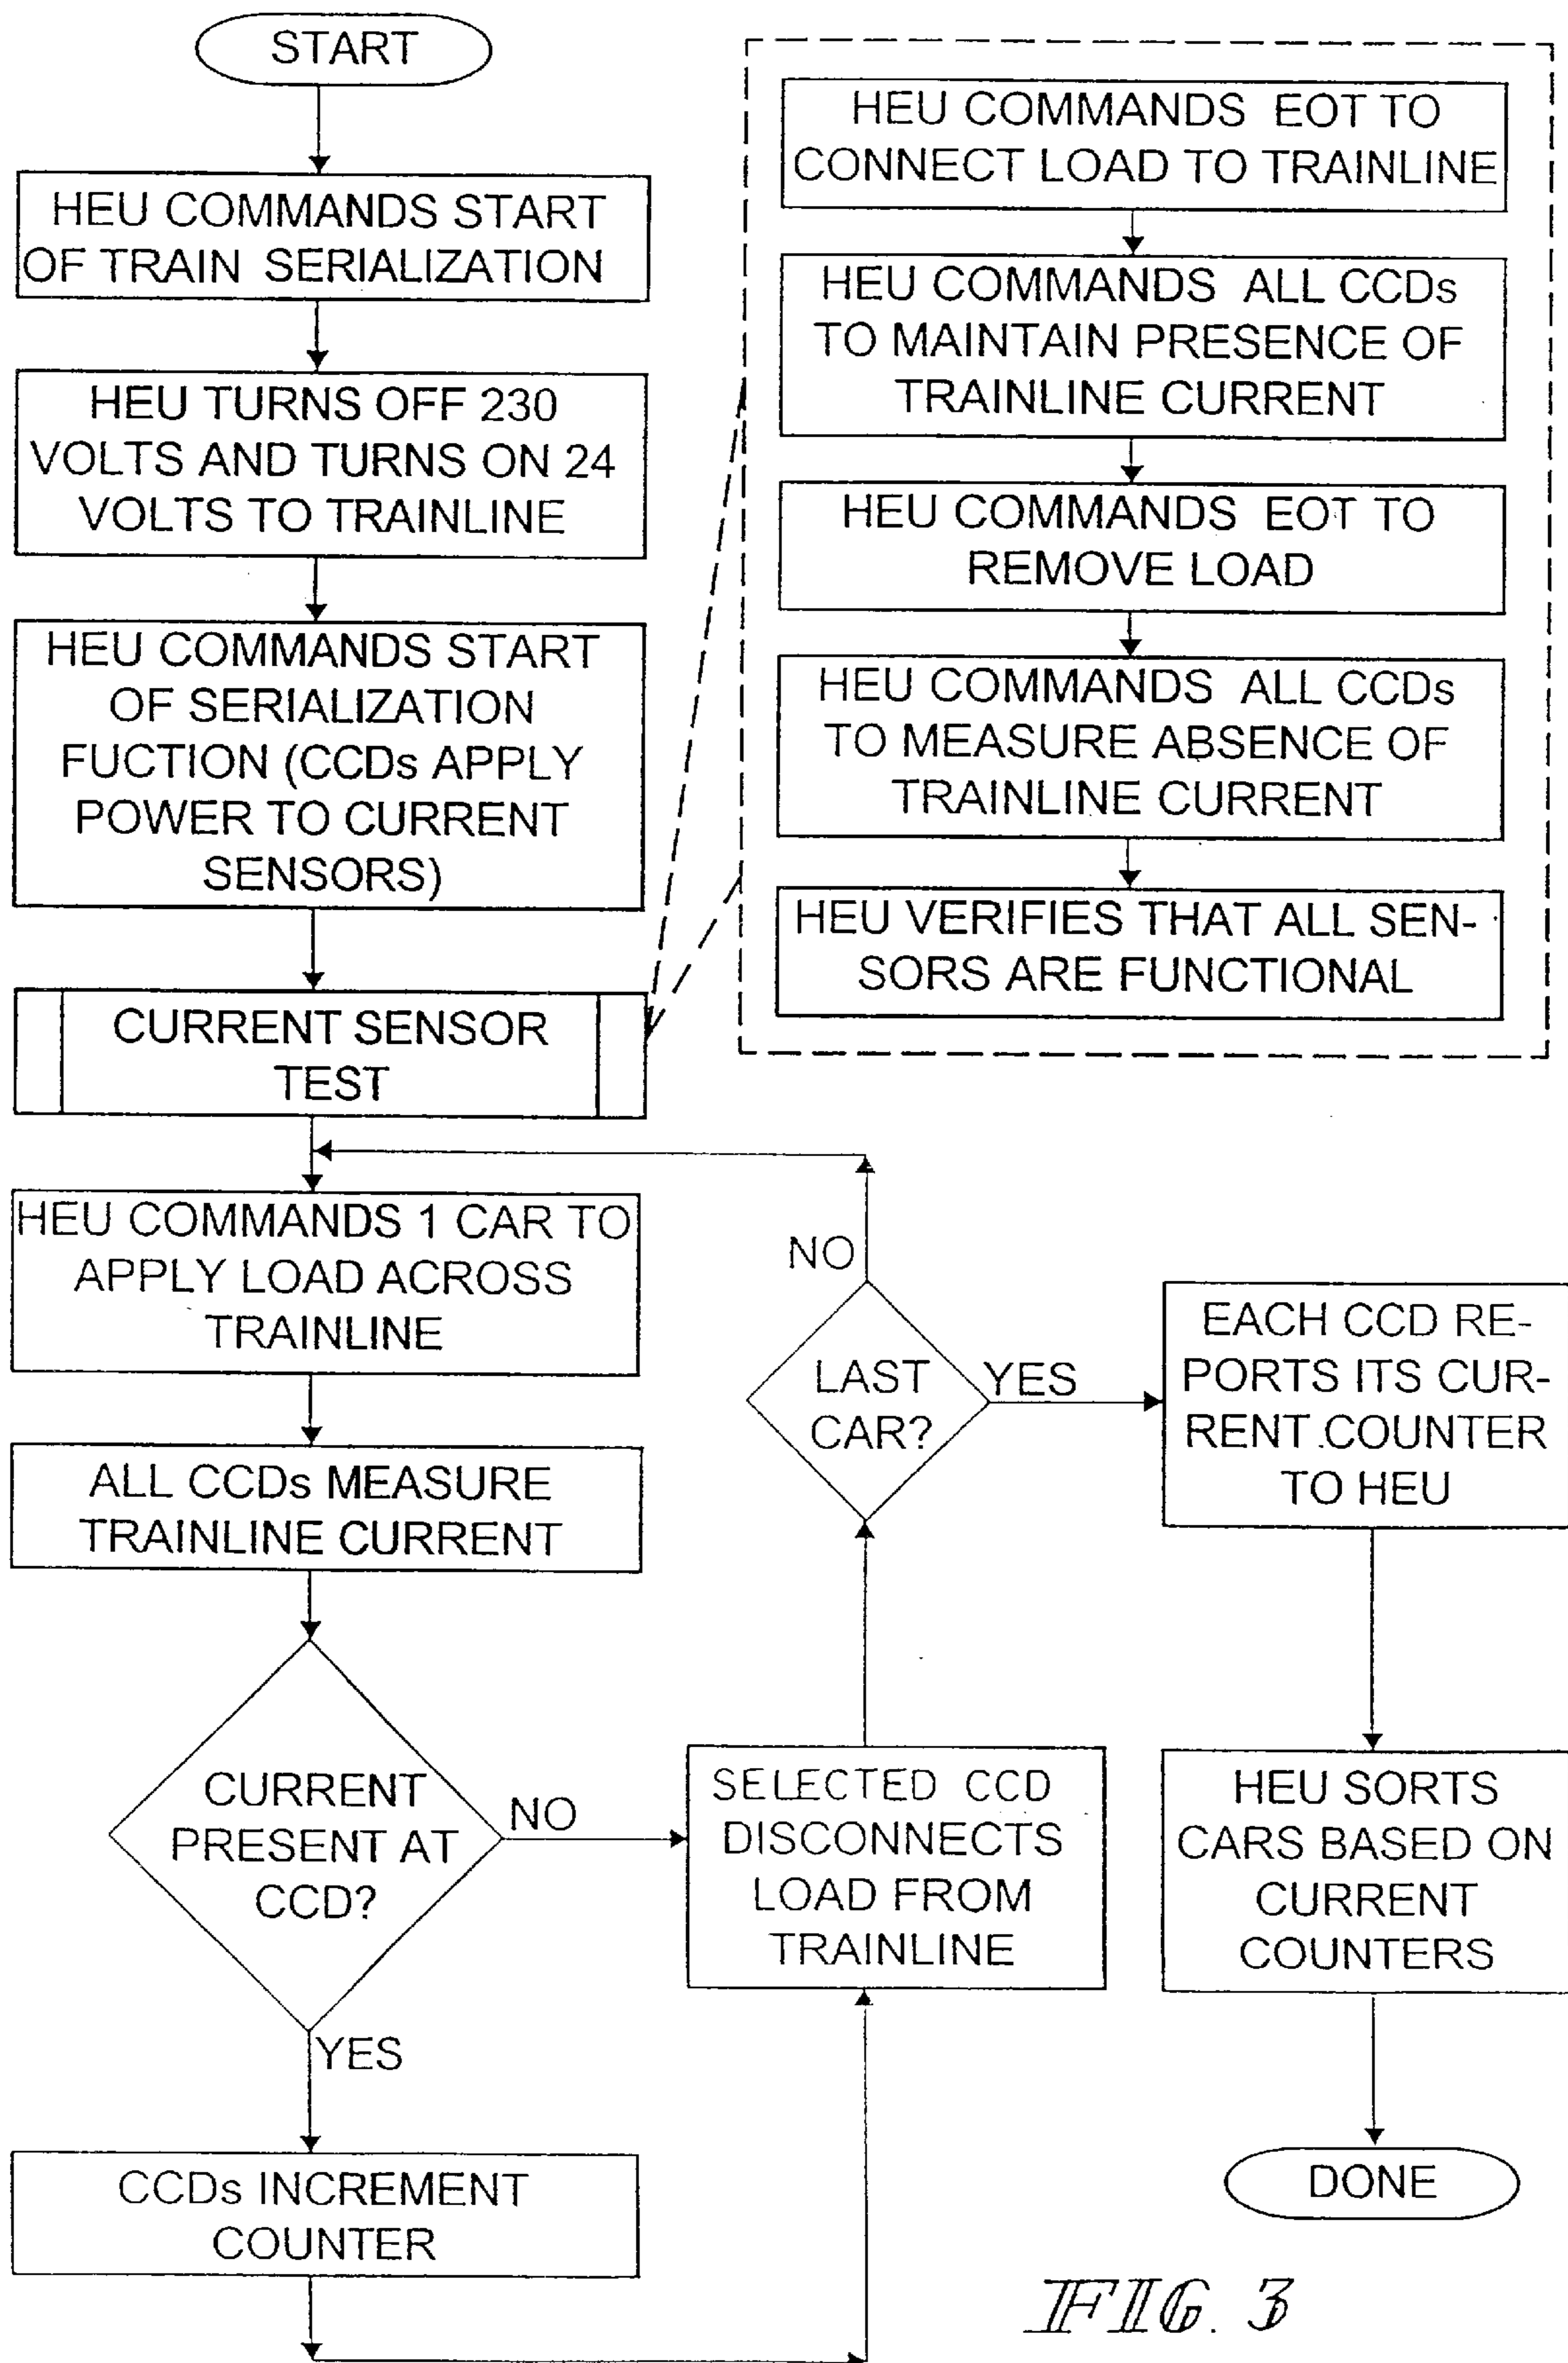 START
HEU COMMANDS START
OF TRAIN SERIALIZATION
HEU TURNS OFF 230
VOLTS AND TURNS ON 24
VOLTS TO TRAINLINE
HEU COMMANDS START
OF SERIALIZATION
FUCTION (CCDs APPLY
POWER TO CURRENT
SENSORS)
CURRENT SENSOR
TEST
HEU COMMANDS EOT TO
CONNECT LOAD TO TRAINLINE
HEU COMMANDS ALL CCDs
TO MAINTAIN PRESENCE OF
TRAINLINE CURRENT
HEU COMMANDS EOT TO
REMOVE LOAD
HEU COMMANDS ALL CCDs
TO MEASURE ABSENCE OF
TRAINLINE CURRENT
HEU VERIFIES THAT ALL SEN-
SORS ARE FUNCTIONAL
HEU COMMANDS 1 CAR TO
APPLY LOAD ACROSS
TRAINLINE
ALL CCDs MEASURE
TRAINLINE CURRENT
CURRENT
PRESENT AT
CCD?
NO
YES
CCDs INCREMENT
COUNTER
SELECTED CCD
DISCONNECTS
LOAD FROM
TRAINLINE
LAST
CAR?
NO
YES
EACH CCD RE-
PORTS ITS CUR-
RENT COUNTER
TO HEU
HEU SORTS
CARS BASED ON
CURRENT
COUNTERS
DONE
FIG. 3